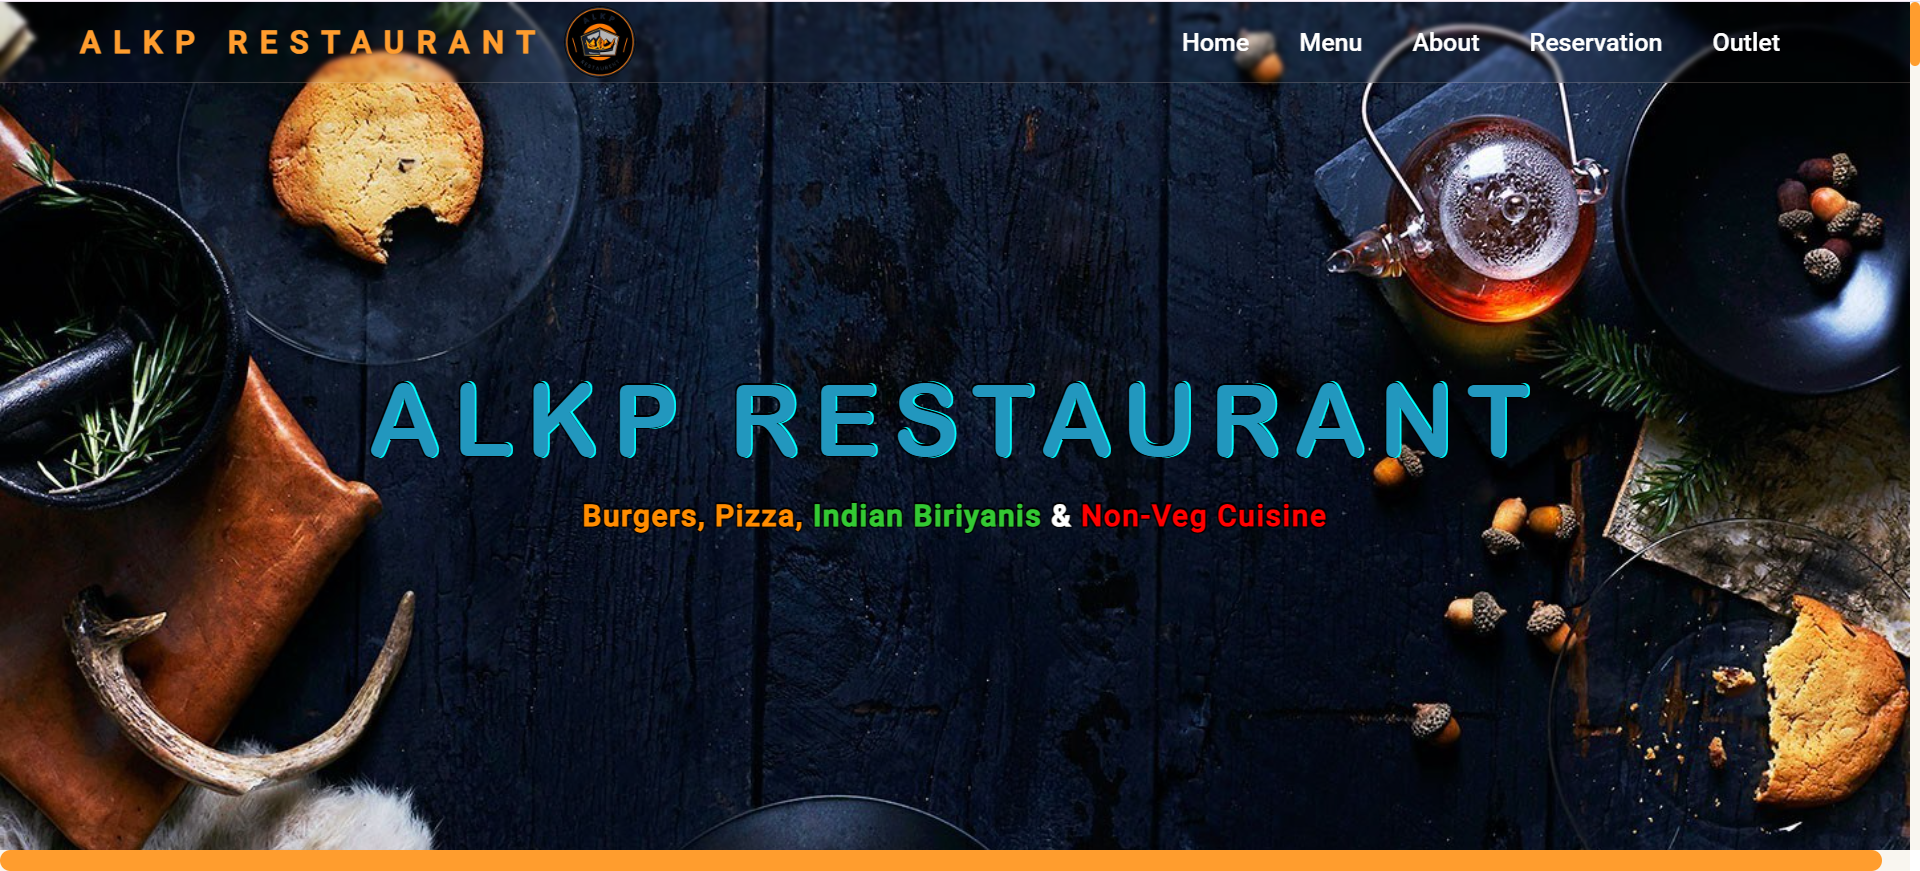 ALKP RESTAURANT
Home Menu About Reservation Outlet
ALKP RESTAURANT
Burgers, Pizza, Indian Biriyanis & Non-Veg Cuisine